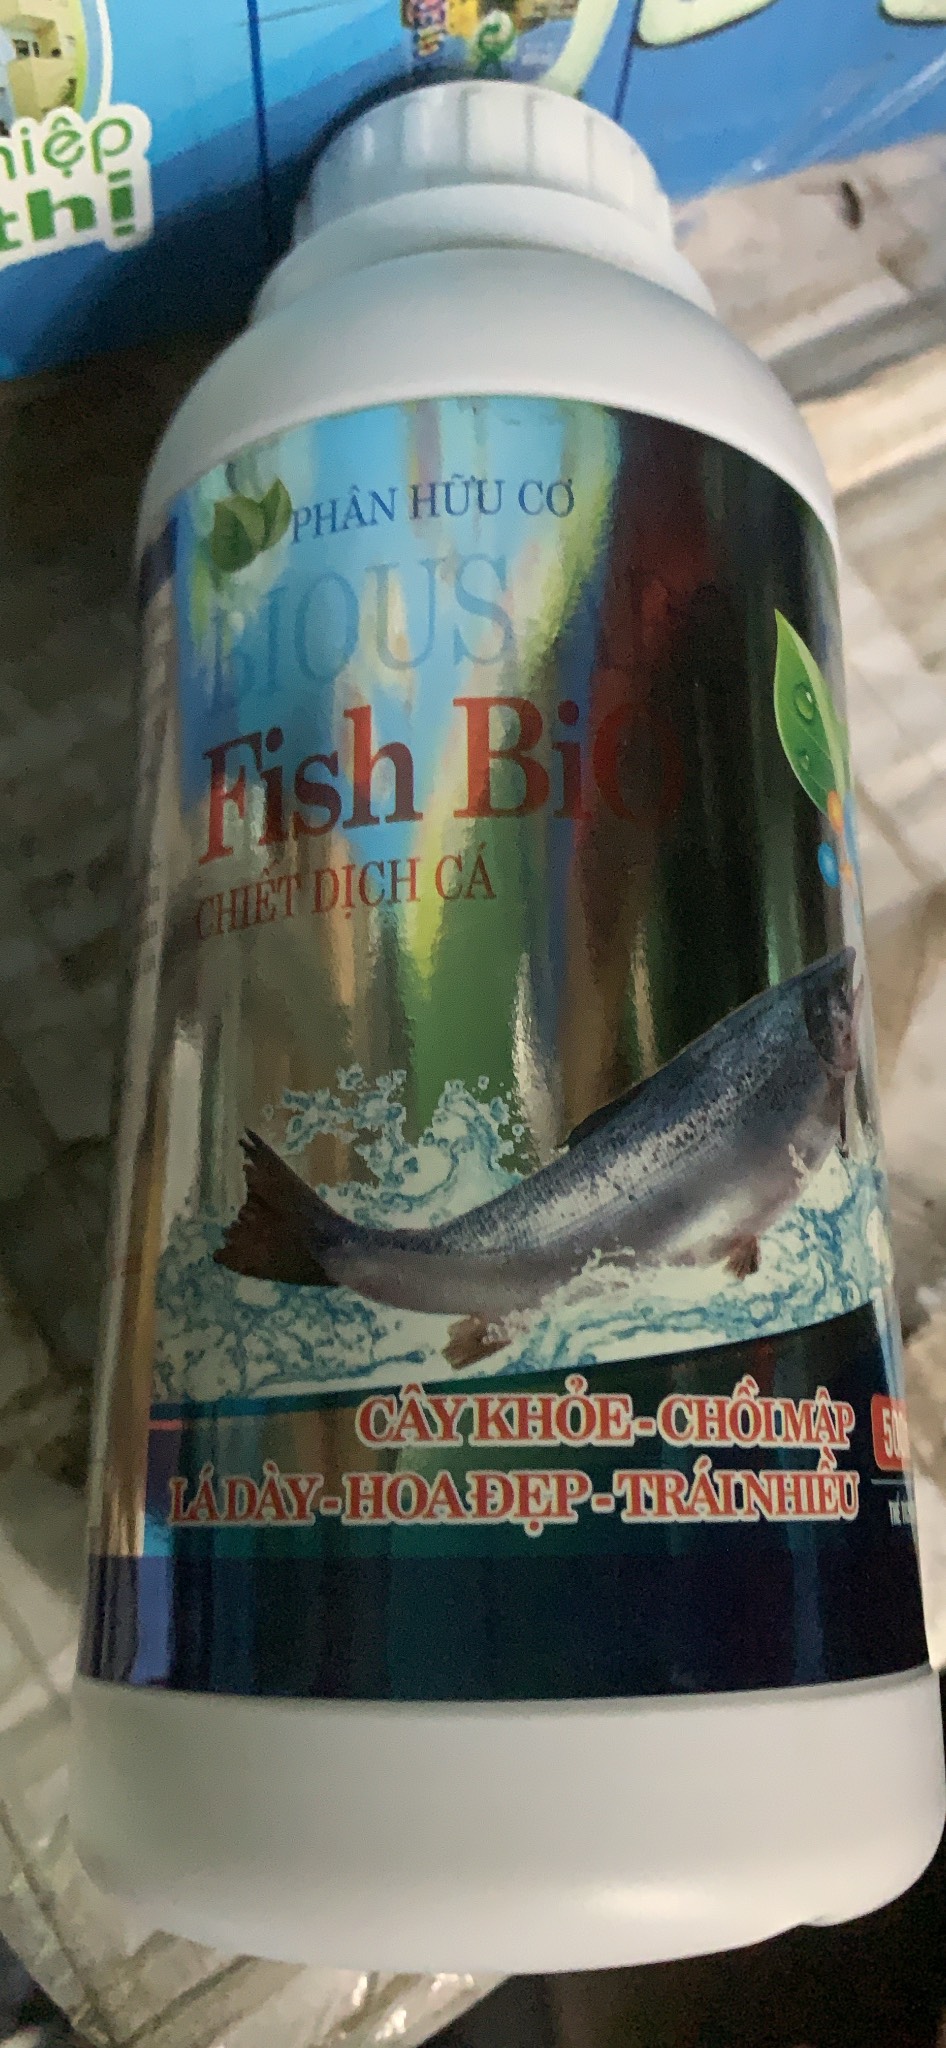 hiệp
thị
PHÂN HỮU CƠ
BIOUS
Fish BiO
CHIẾT DỊCH CÁ
CÂY KHỎE - CHỒI MẬP
LÁ DÀY - HOA ĐẸP - TRÁI NHIỀU